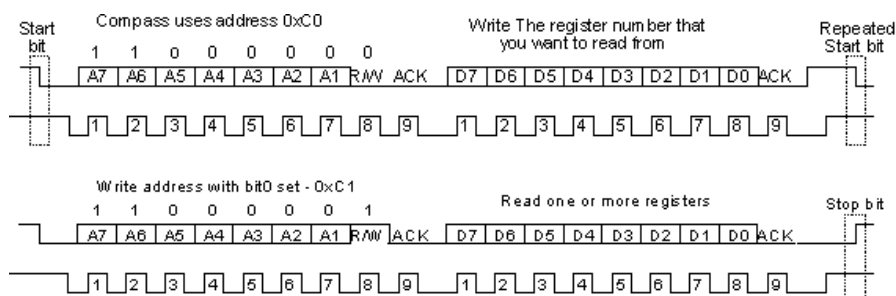 Compass uses address 0xC0
Write The register number that
you want to read from
Start
bit
Repeated
Start bit
1 1 0 0 0 0 0 0
A7 A6 A5 A4 A3 A2 A1 R/W ACK D7 D6 D5 D4 D3 D2 D1 D0 ACK
1 2 3 4 5 6 7 8 9 1 2 3 4 5 6 7 8 9
Write address with bit0 set - 0xC1
Read one or more registers
Stop bit
1 1 0 0 0 0 0 1
A7 A6 A5 A4 A3 A2 A1 R/W ACK D7 D6 D5 D4 D3 D2 D1 D0 ACK
1 2 3 4 5 6 7 8 9 1 2 3 4 5 6 7 8 9